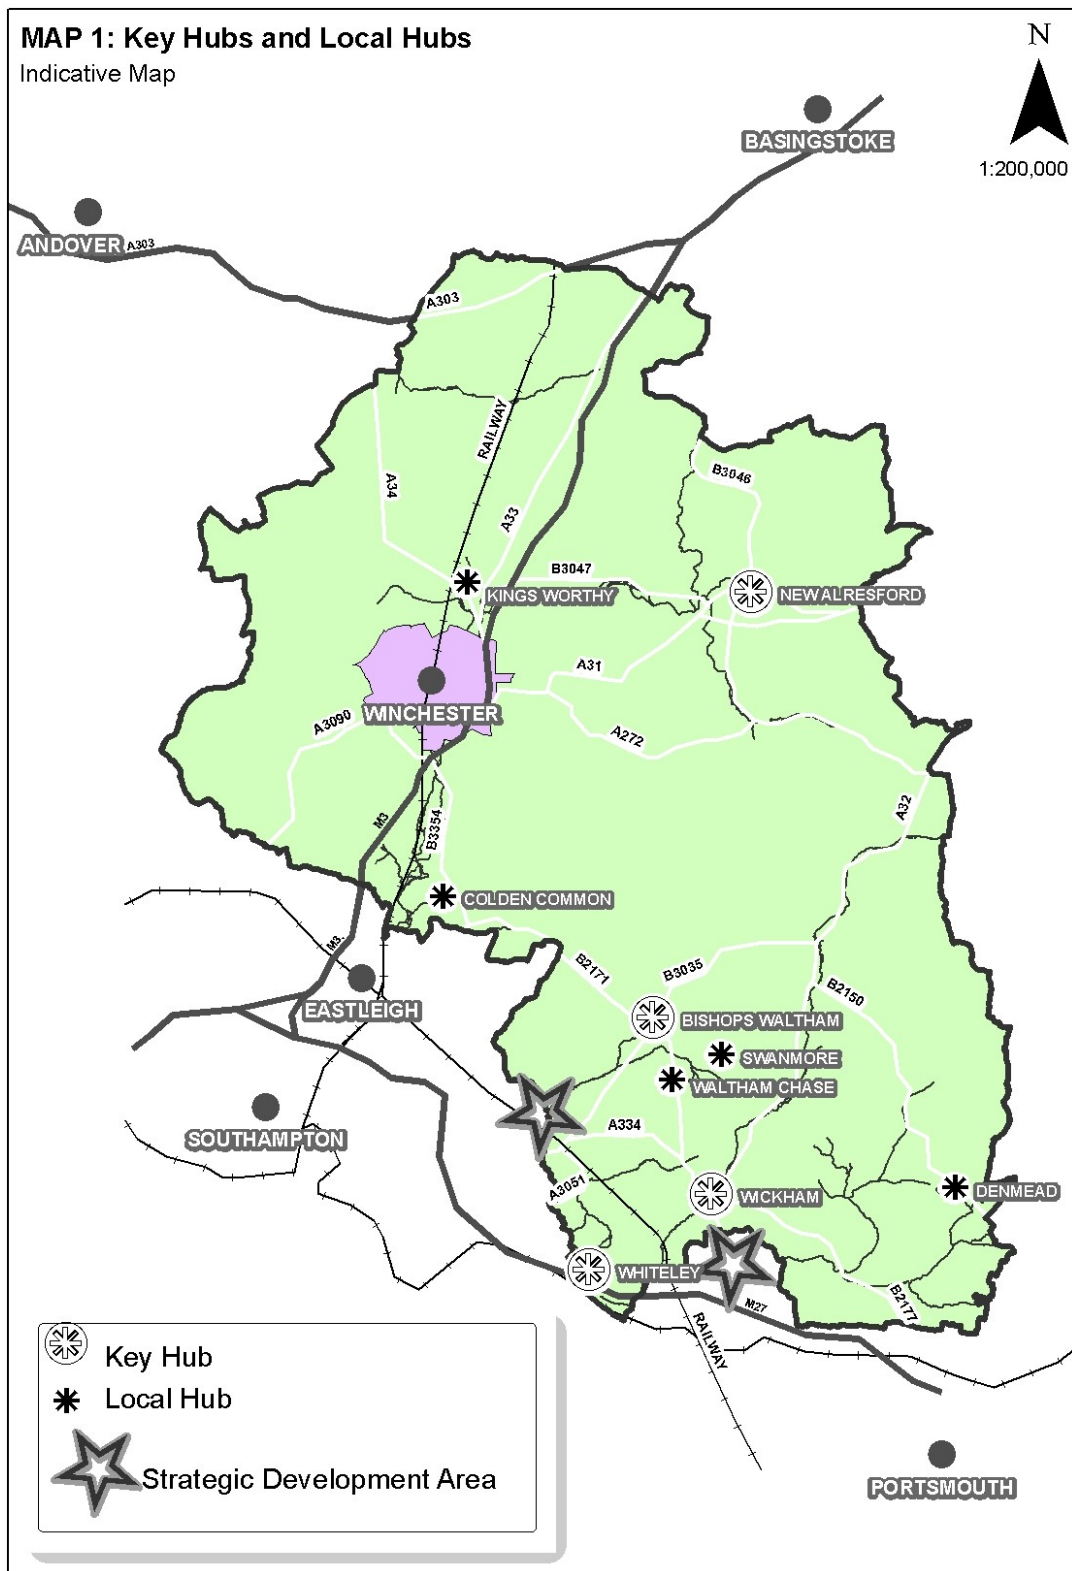 MAP 1: Key Hubs and Local Hubs
Indicative Map
N
1:200,000
BASINGSTOKE
ANDOVER
A303
A303
RAILWAY
A34
A33
B3046
B3047
KINGS WORTHY
NEW ALRESFORD
A31
WINCHESTER
A3090
A272
A32
M3
B3354
COLDEN COMMON
M3.
B2171
B3035
B2150
EASTLEIGH
BISHOPS WALTHAM
SWANMORE
WALTHAM CHASE
SOUTHAMPTON
A334
A3051
WICKHAM
DENMEAD
WHITELEY
M27
B2177
RAILWAY
Key Hub
Local Hub
Strategic Development Area
PORTSMOUTH